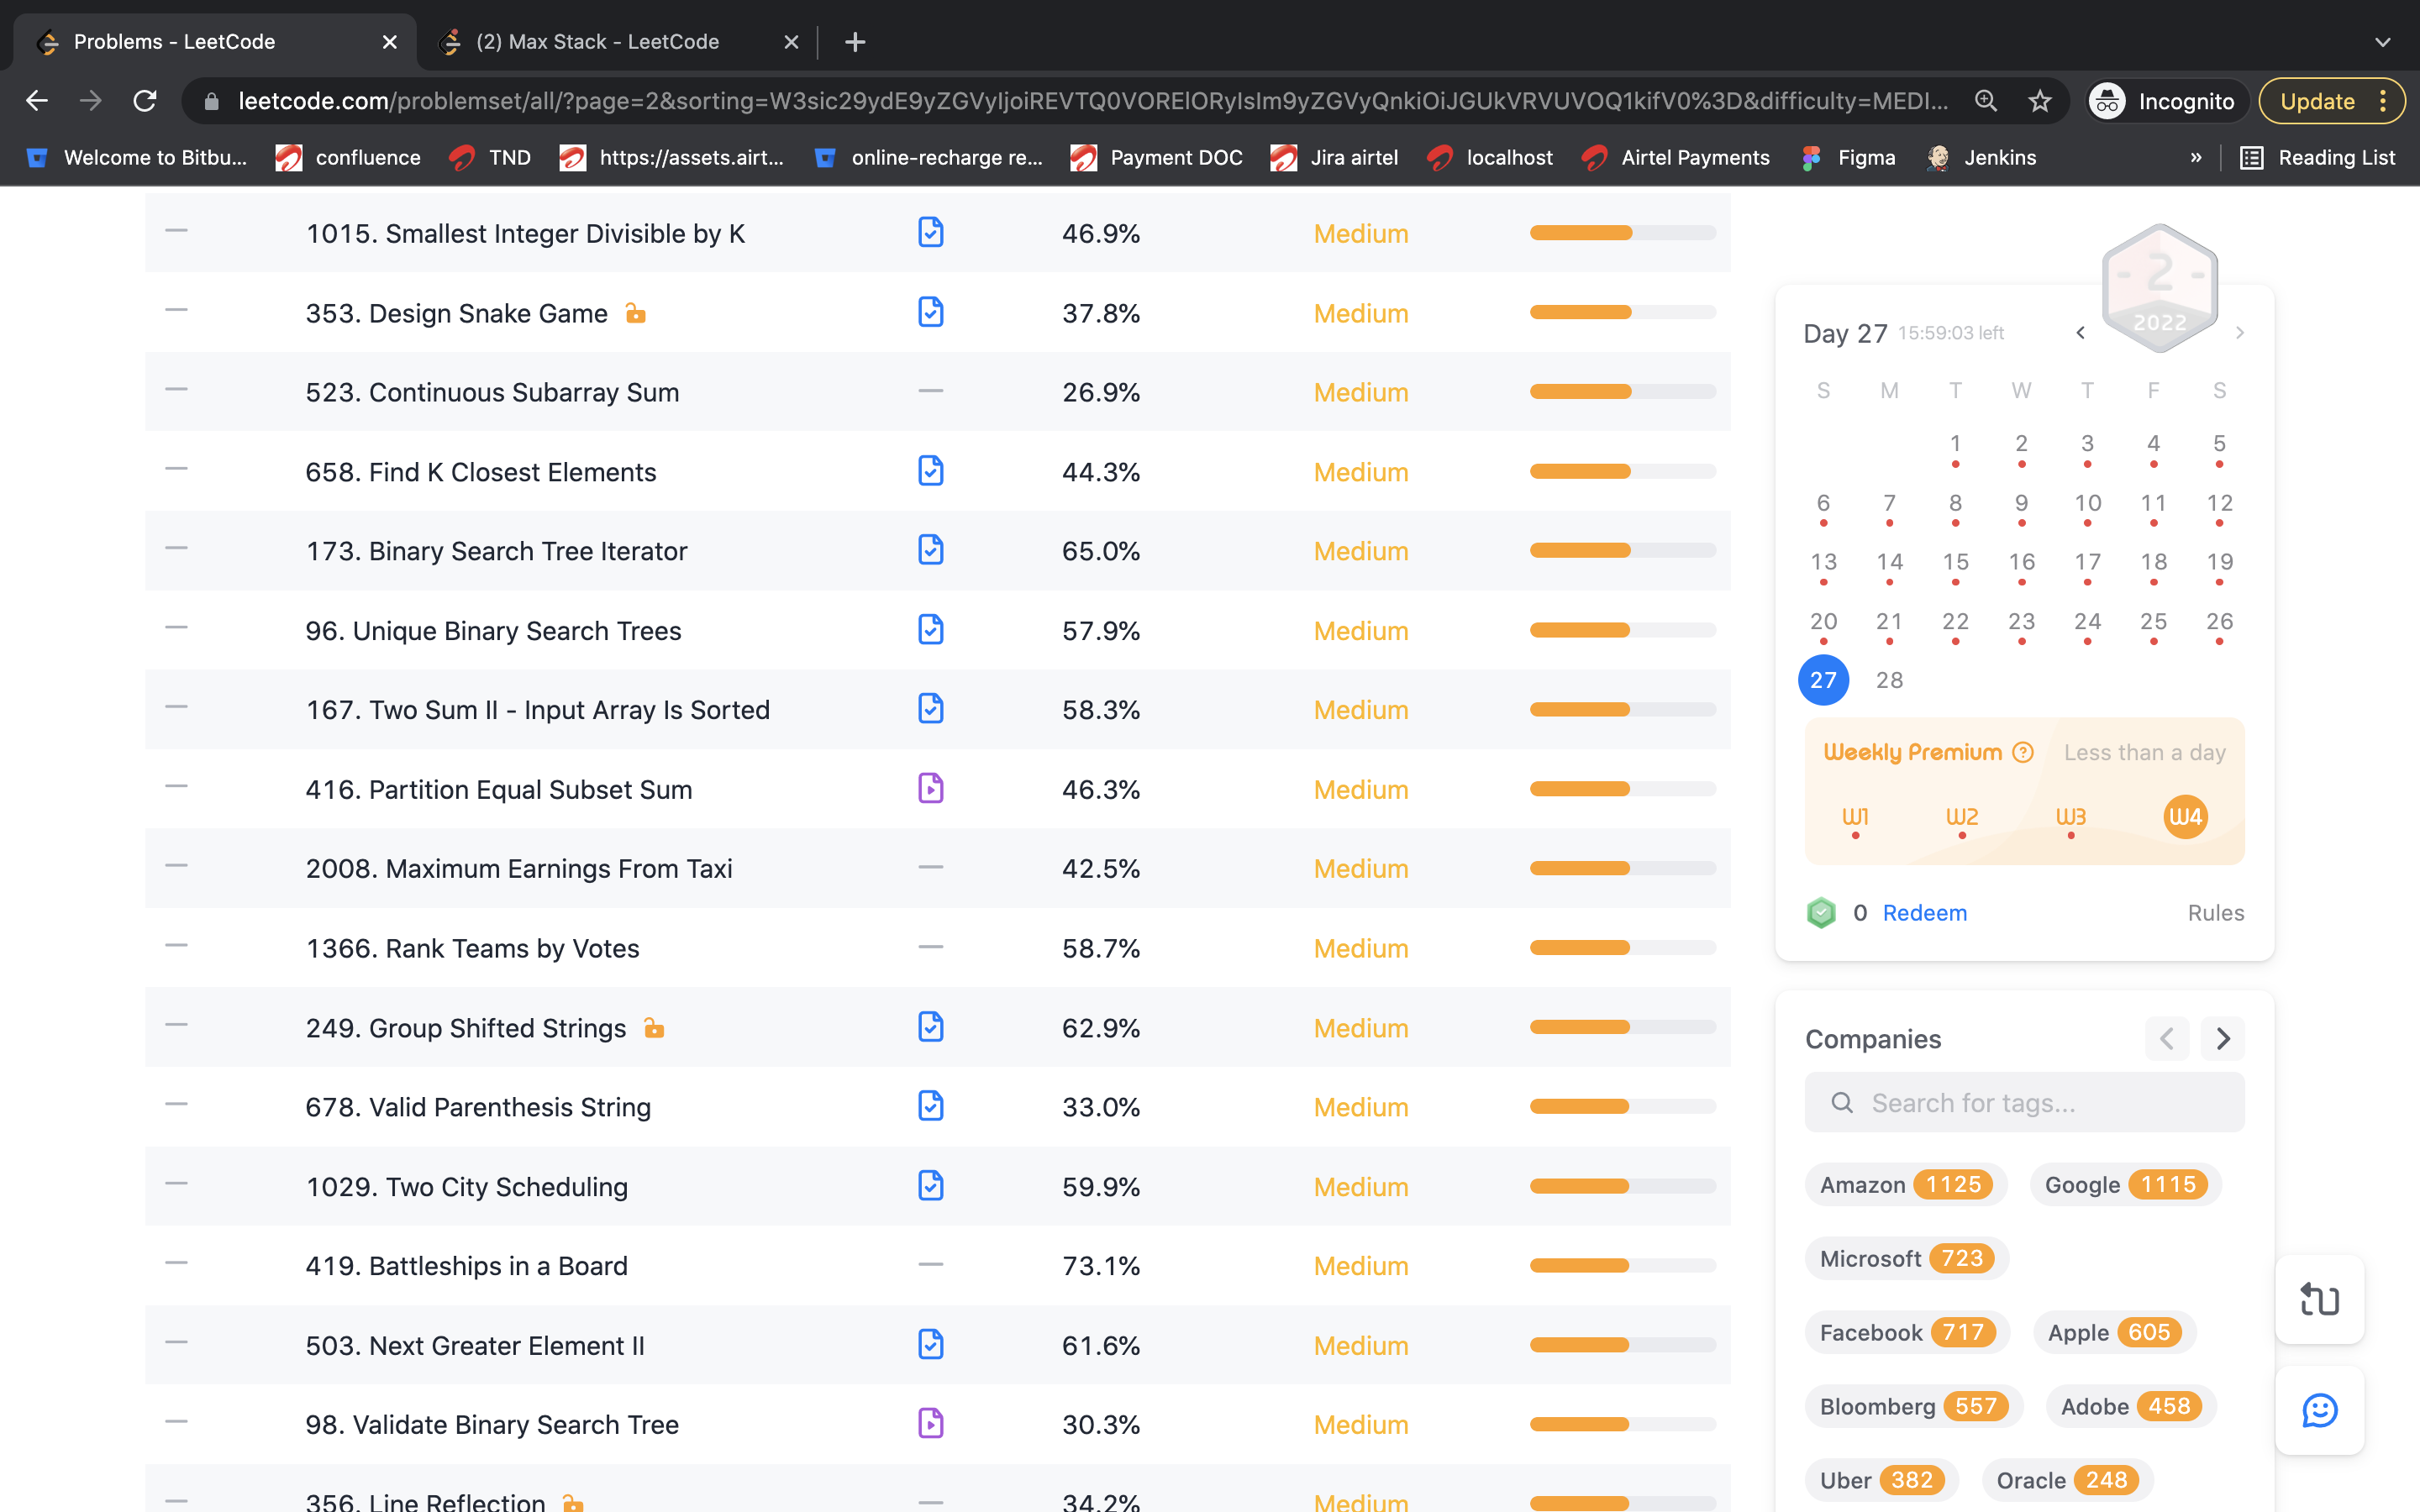 Problems - LeetCode
(2) Max Stack - LeetCode
leetcode.com/problemset/all/?page=2&sorting=W3sic29ydE9yZGVyIjoiREVTQ0VORElORyIsIm9yZGVyQnkiOiJGUkVRVUVOQ1kifV0%3D&difficulty=MEDI...
Incognito
Update
Welcome to Bitbu...
confluence
TND
https://assets.airt...
online-recharge re...
Payment DOC
Jira airtel
localhost
Airtel Payments
Figma
Jenkins
»
Reading List
1015. Smallest Integer Divisible by K 46.9% Medium
353. Design Snake Game 37.8% Medium
523. Continuous Subarray Sum 26.9% Medium
658. Find K Closest Elements 44.3% Medium
173. Binary Search Tree Iterator 65.0% Medium
96. Unique Binary Search Trees 57.9% Medium
167. Two Sum II - Input Array Is Sorted 58.3% Medium
416. Partition Equal Subset Sum 46.3% Medium
2008. Maximum Earnings From Taxi 42.5% Medium
1366. Rank Teams by Votes 58.7% Medium
249. Group Shifted Strings 62.9% Medium
678. Valid Parenthesis String 33.0% Medium
1029. Two City Scheduling 59.9% Medium
419. Battleships in a Board 73.1% Medium
503. Next Greater Element II 61.6% Medium
98. Validate Binary Search Tree 30.3% Medium
356. Line Reflection 34.2% Medium
- 2 -
2022
Day 27 15:59:03 left
S M T W T F S
1 2 3 4 5
6 7 8 9 10 11 12
13 14 15 16 17 18 19
20 21 22 23 24 25 26
27 28
Weekly Premium ? Less than a day
W1 W2 W3 W4
0 Redeem Rules
Companies
Search for tags...
Amazon 1125 Google 1115
Microsoft 723
Facebook 717 Apple 605
Bloomberg 557 Adobe 458
Uber 382 Oracle 248